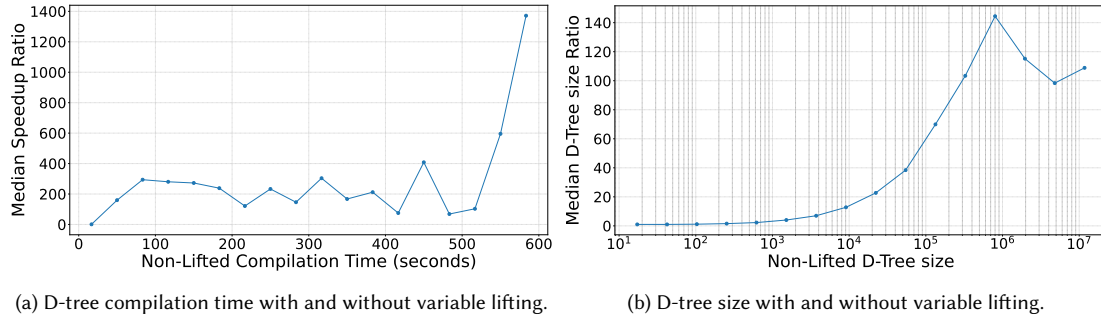 1400
1200
1000
800
600
400
200
0
Median Speedup Ratio
0 100 200 300 400 500 600
Non-Lifted Compilation Time (seconds)
(a) D-tree compilation time with and without variable lifting.
140
120
100
80
60
40
20
0
Median D-Tree size Ratio
10¹ 10² 10³ 10⁴ 10⁵ 10⁶ 10⁷
Non-Lifted D-Tree size
(b) D-tree size with and without variable lifting.